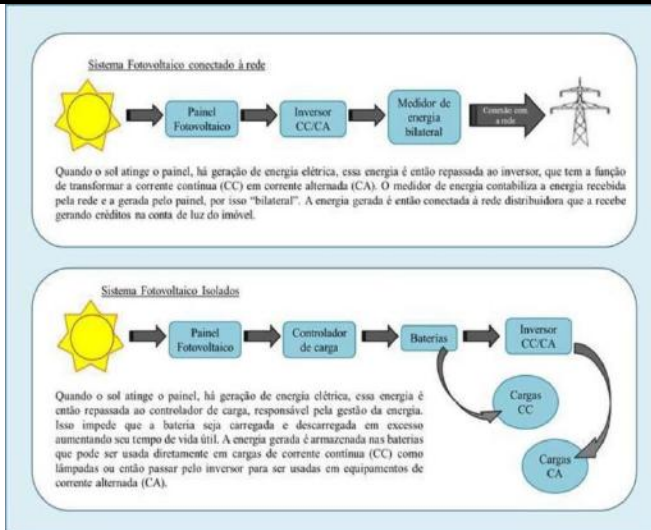 Sistema Fotovoltaico conectado à rede
Painel
Fotovoltaico
Inversor
CC/CA
Medidor de
energia
bilateral
Conexão com
a rede
Quando o sol atinge o painel, há geração de energia elétrica, essa energia é então repassada ao inversor, que tem a função
de transformar a corrente contínua (CC) em corrente alternada (CA). O medidor de energia contabiliza a energia recebida
pela rede e a gerada pelo painel, por isso "bilateral". A energia gerada é então conectada à rede distribuidora que a recebe
gerando créditos na conta de luz do imóvel.
Sistema Fotovoltaico Isolados
Painel
Fotovoltaico
Controlador
de carga
Baterias
Inversor
CC/CA
Cargas
CC
Cargas
CA
Quando o sol atinge o painel, há geração de energia elétrica, essa energia é
então repassada ao controlador de carga, responsável pela gestão da energia.
Isso impede que a bateria seja carregada e descarregada em excesso
aumentando seu tempo de vida útil. A energia gerada é armazenada nas baterias
que pode ser usada diretamente em cargas de corrente contínua (CC) como
lâmpadas ou então passar pelo inversor para ser usadas em equipamentos de
corrente alternada (CA).